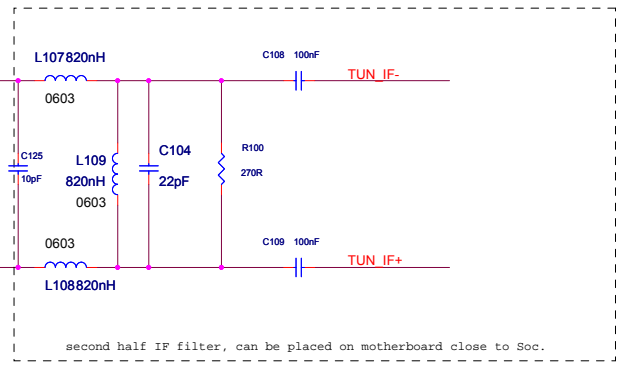 L107820nH
C108 100nF
TUN_IF-
0603
C125
10pF
L109
820nH
0603
C104
22pF
R100
270R
0603
C109 100nF
TUN_IF+
L108820nH
second half IF filter, can be placed on motherboard close to Soc.